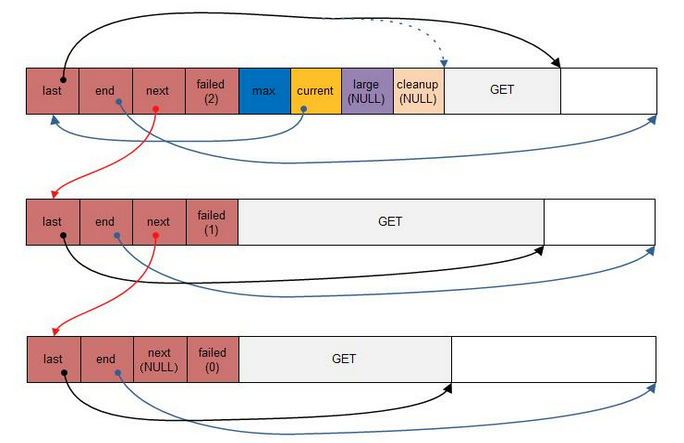 last end next failed max current large cleanup GET
(2) (NULL) (NULL)
last end next failed GET
(1)
last end next failed GET
(NULL) (0)